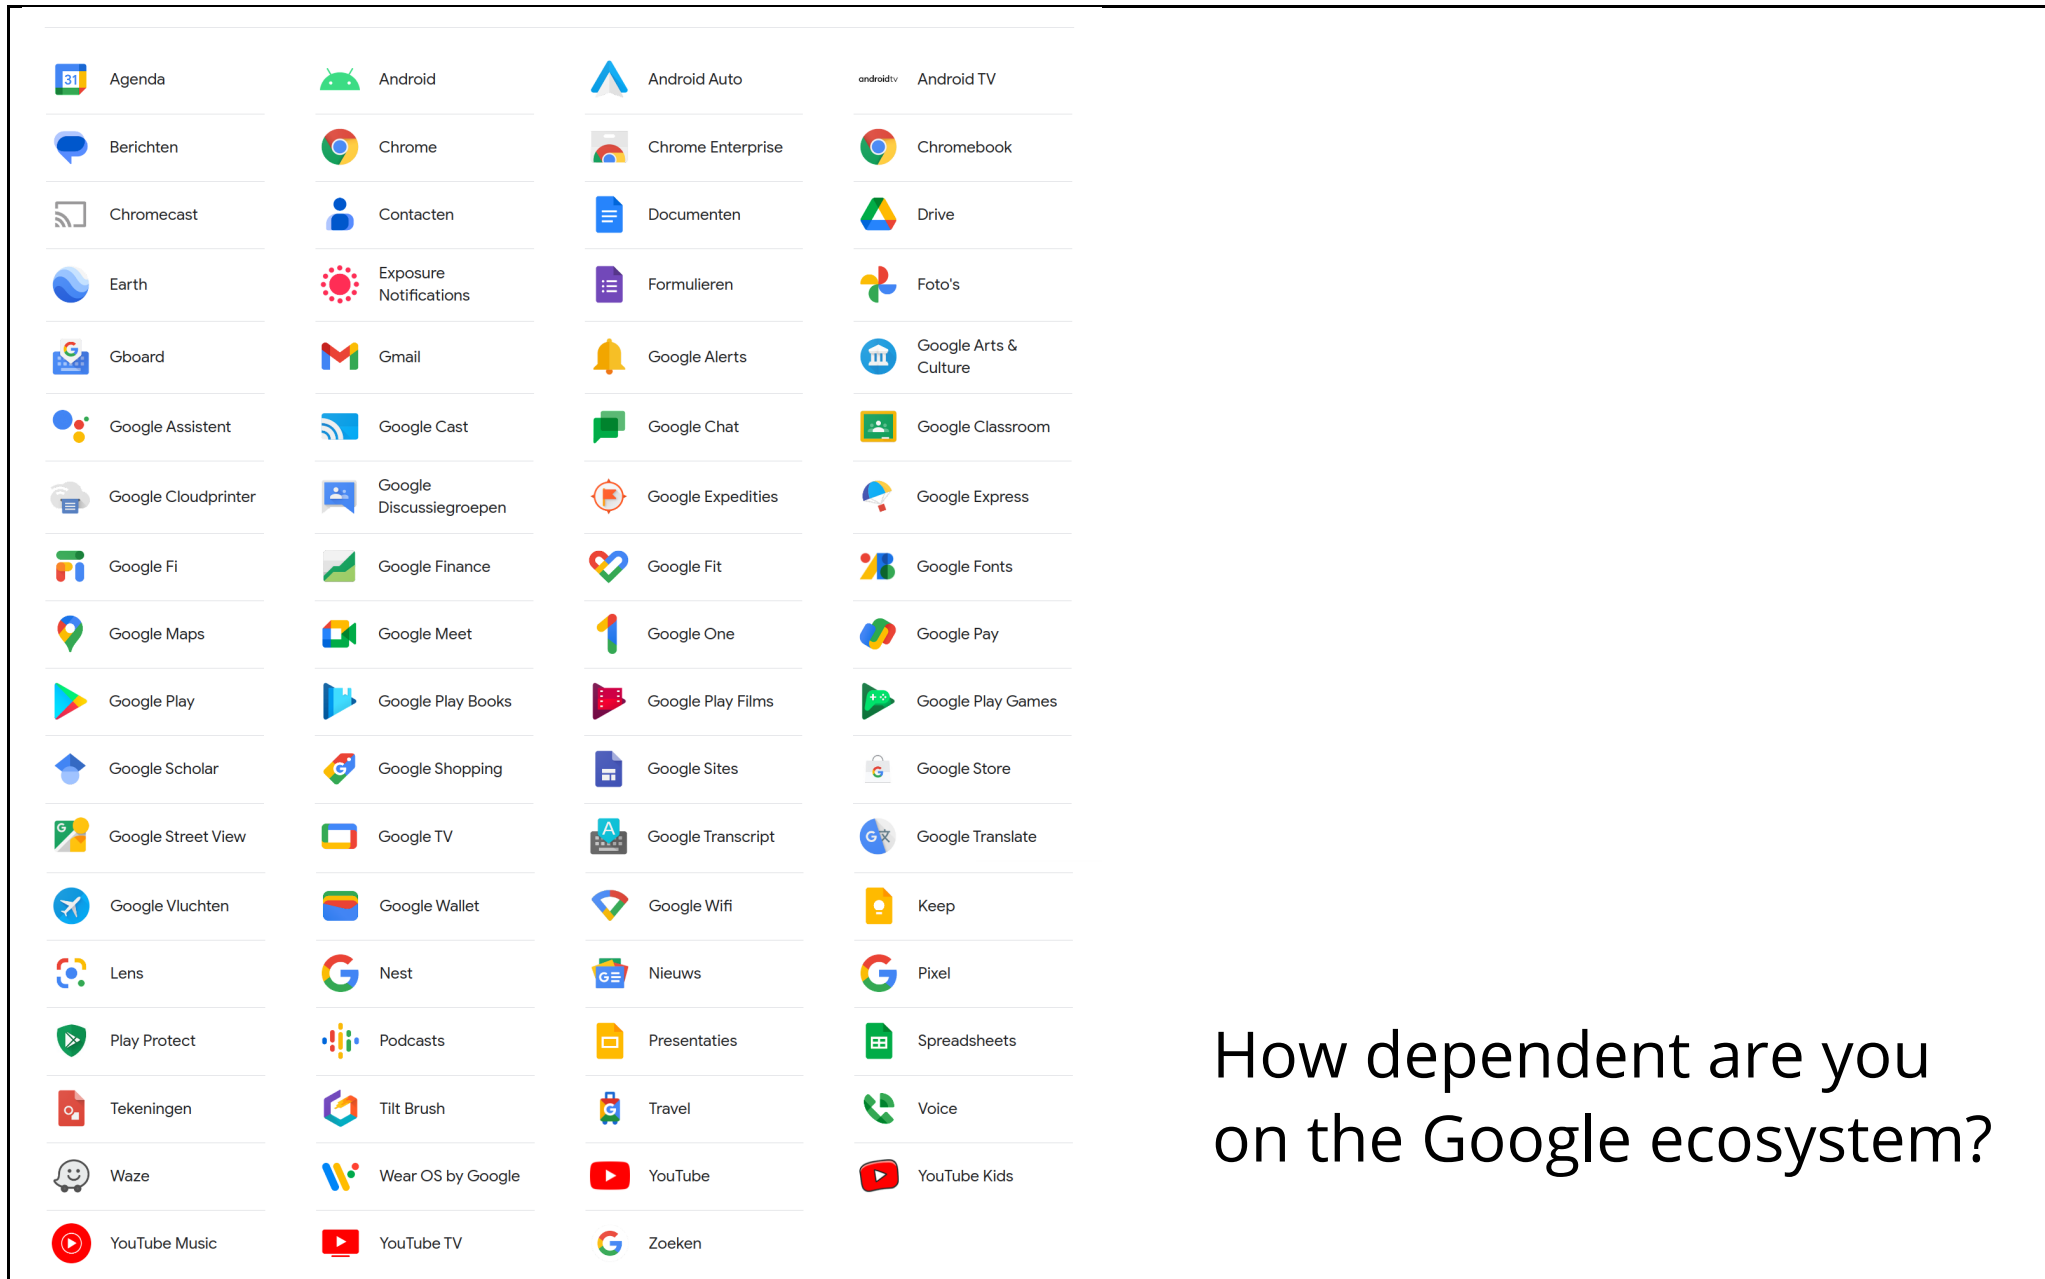 31 Agenda
Android
Android Auto
androidtv Android TV
Berichten
Chrome
Chrome Enterprise
Chromebook
Chromecast
Contacten
Documenten
Drive
Earth
Exposure
Notifications
Formulieren
Foto's
G Gboard
Gmail
Google Alerts
Google Arts &
Culture
Google Assistent
Google Cast
Google Chat
Google Classroom
Google Cloudprinter
Google
Discussiegroepen
Google Expedities
Google Express
Google Fi
Google Finance
Google Fit
Google Fonts
Google Maps
Google Meet
Google One
Google Pay
Google Play
Google Play Books
Google Play Films
Google Play Games
Google Scholar
G Google Shopping
Google Sites
G Google Store
G Google Street View
Google TV
A Google Transcript
G文 Google Translate
Google Vluchten
Google Wallet
Google Wifi
Keep
Lens
G Nest
GE Nieuws
G Pixel
Play Protect
Podcasts
Presentaties
Spreadsheets
Tekeningen
Tilt Brush
G Travel
Voice
Waze
Wear OS by Google
YouTube
YouTube Kids
YouTube Music
YouTube TV
G Zoeken
How dependent are you
on the Google ecosystem?